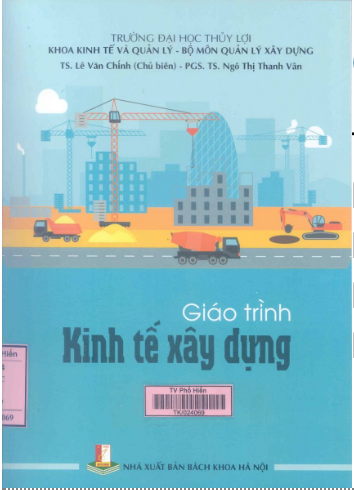 TRƯỜNG ĐẠI HỌC THỦY LỢI
KHOA KINH TẾ VÀ QUẢN LÝ - BỘ MÔN QUẢN LÝ XÂY DỰNG
TS. Lê Văn Chính (Chủ biên) - PGS. TS. Ngô Thị Thanh Vân
Giáo trình
Kinh tế xây dựng
Hiến
TV Phố Hiến
TK/024069
069
NHÀ XUẤT BẢN BÁCH KHOA HÀ NỘI